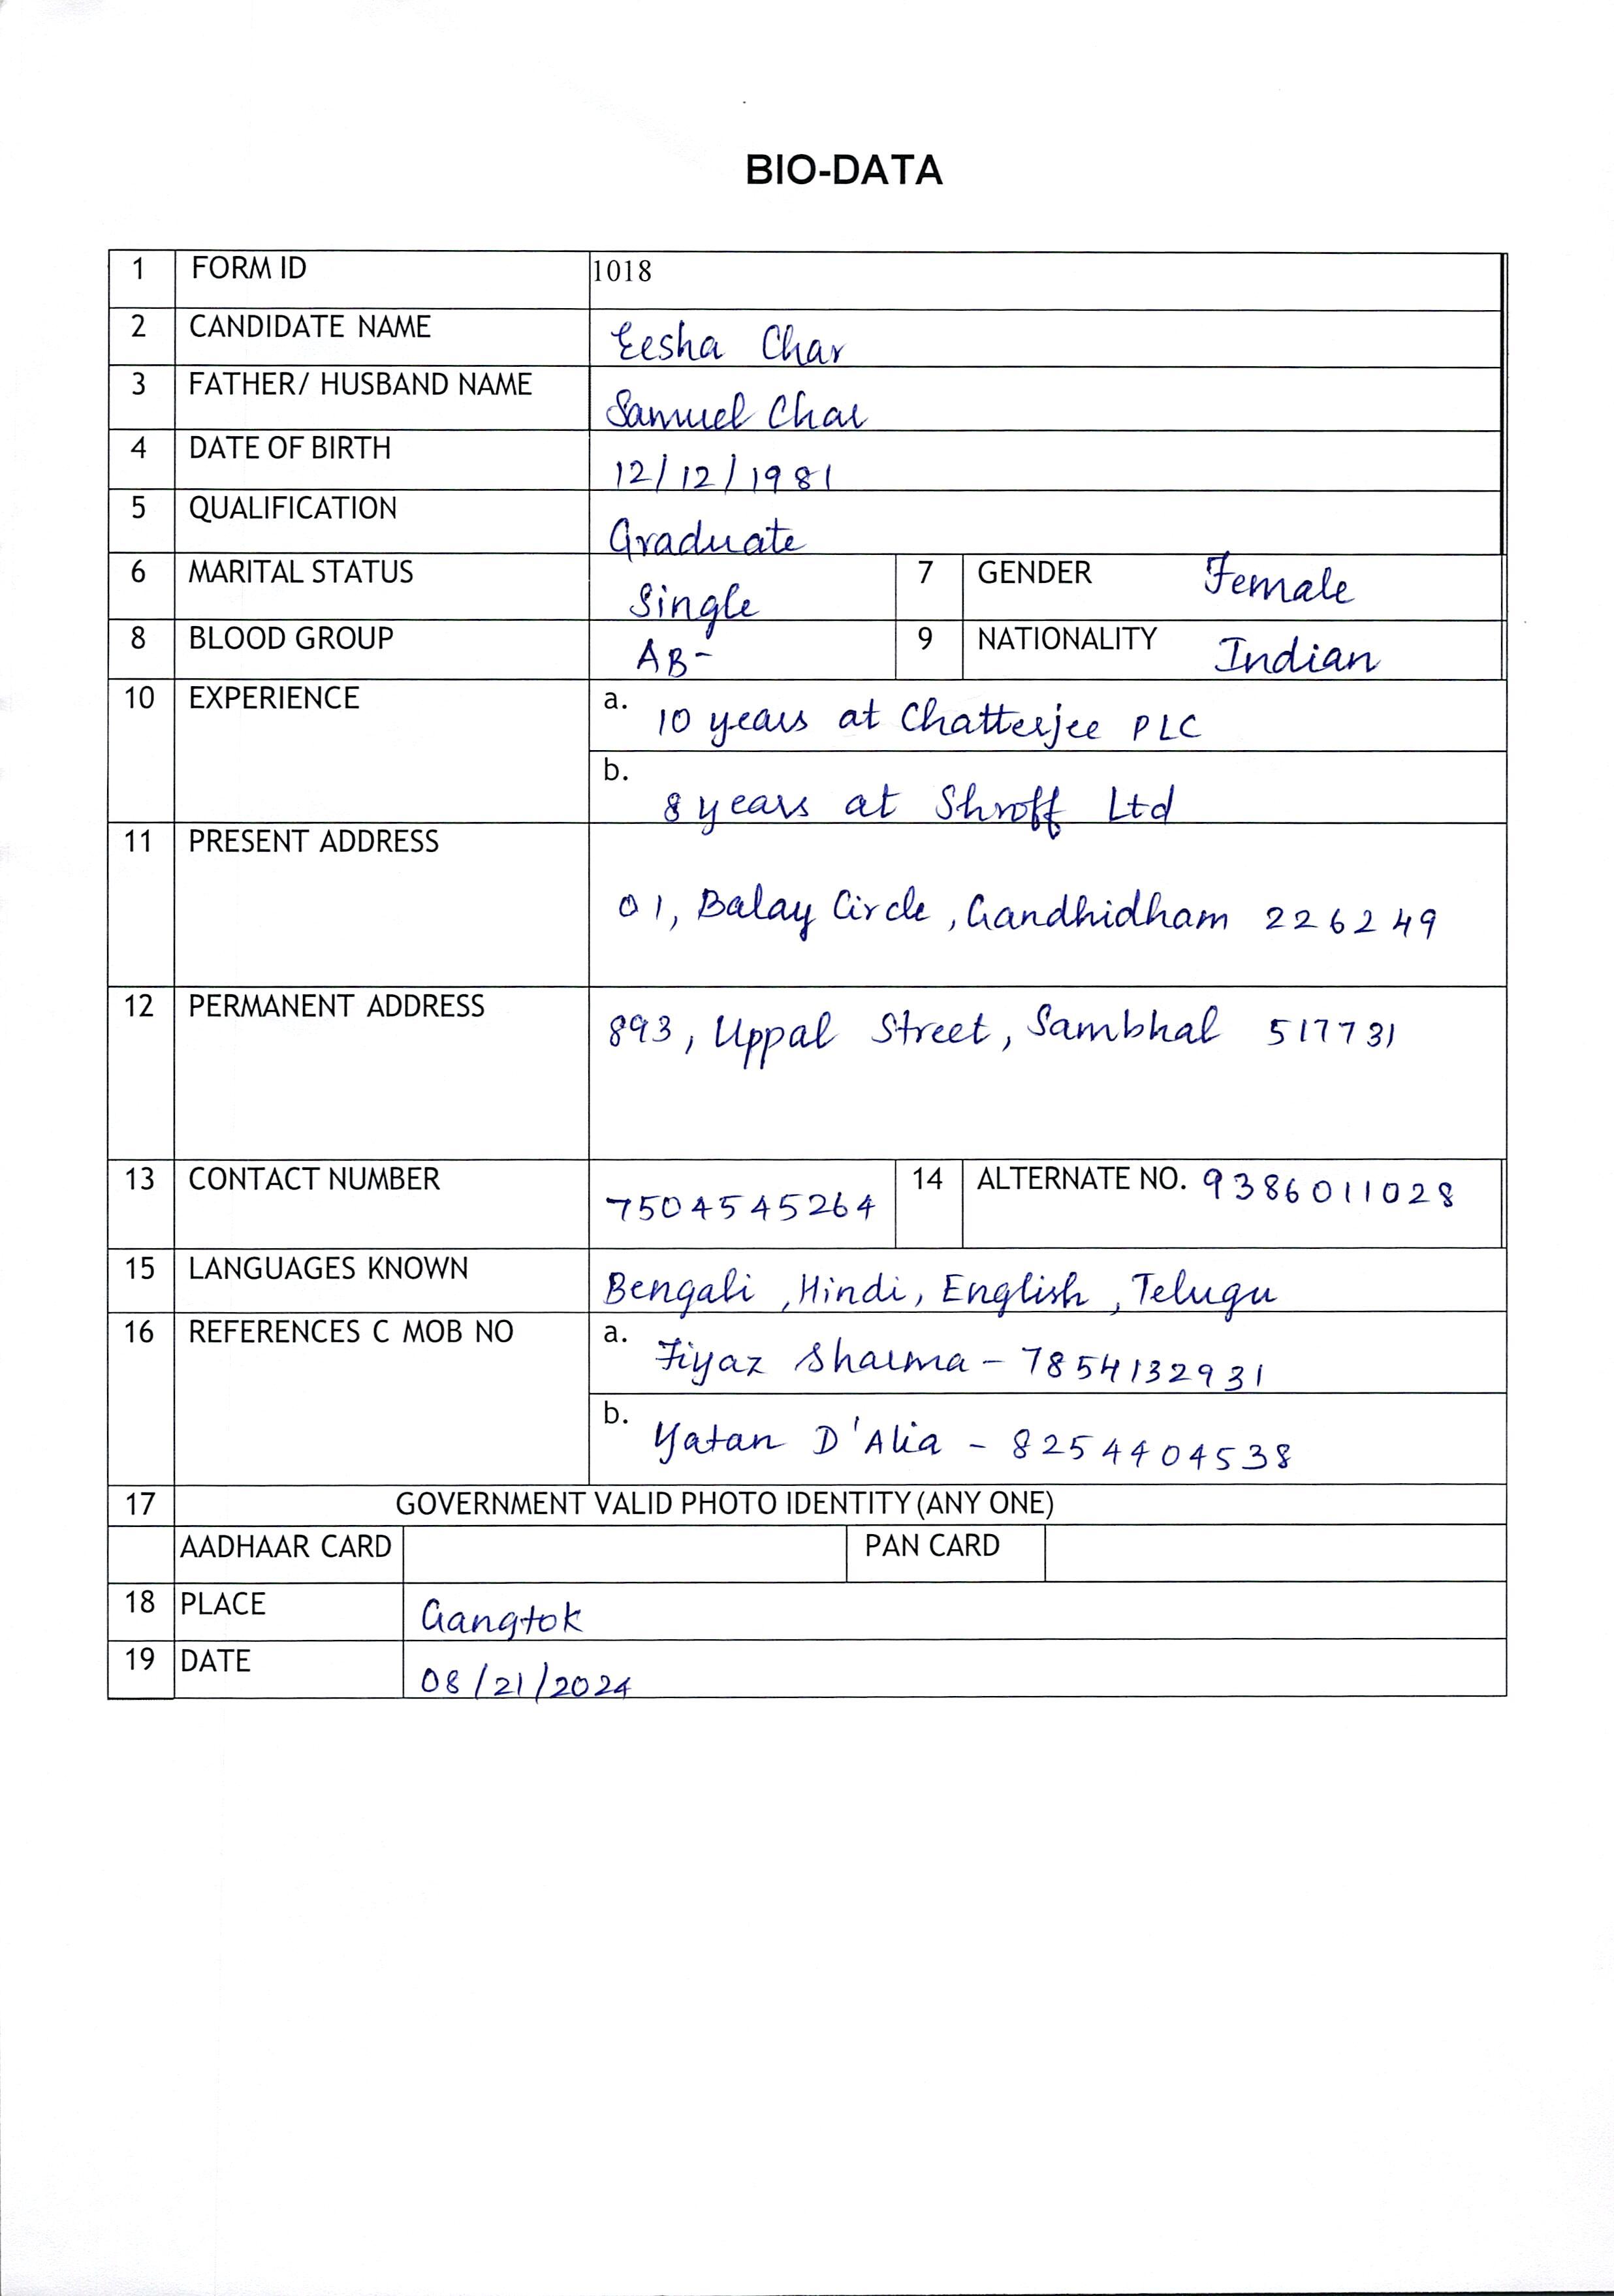 BIO-DATA
1 FORM ID 1018
2 CANDIDATE NAME Eesha Char
3 FATHER/ HUSBAND NAME Samuel Char
4 DATE OF BIRTH 12/12/1981
5 QUALIFICATION Graduate
6 MARITAL STATUS Single 7 GENDER Female
8 BLOOD GROUP AB- 9 NATIONALITY Indian
10 EXPERIENCE a. 10 years at Chatterjee PLC
b. 8 years at Shroff Ltd
11 PRESENT ADDRESS 01, Balay Circle, Gandhidham 226249
12 PERMANENT ADDRESS 893, Uppal Street, Sambhal 517731
13 CONTACT NUMBER 7504545264 14 ALTERNATE NO. 9386011028
15 LANGUAGES KNOWN Bengali, Hindi, English, Telugu
16 REFERENCES C MOB NO a. Fiyaz Sharma - 7854132931
b. Yatan D'Alia - 8254404538
17 GOVERNMENT VALID PHOTO IDENTITY (ANY ONE)
AADHAAR CARD PAN CARD
18 PLACE Gangtok
19 DATE 08/21/2024